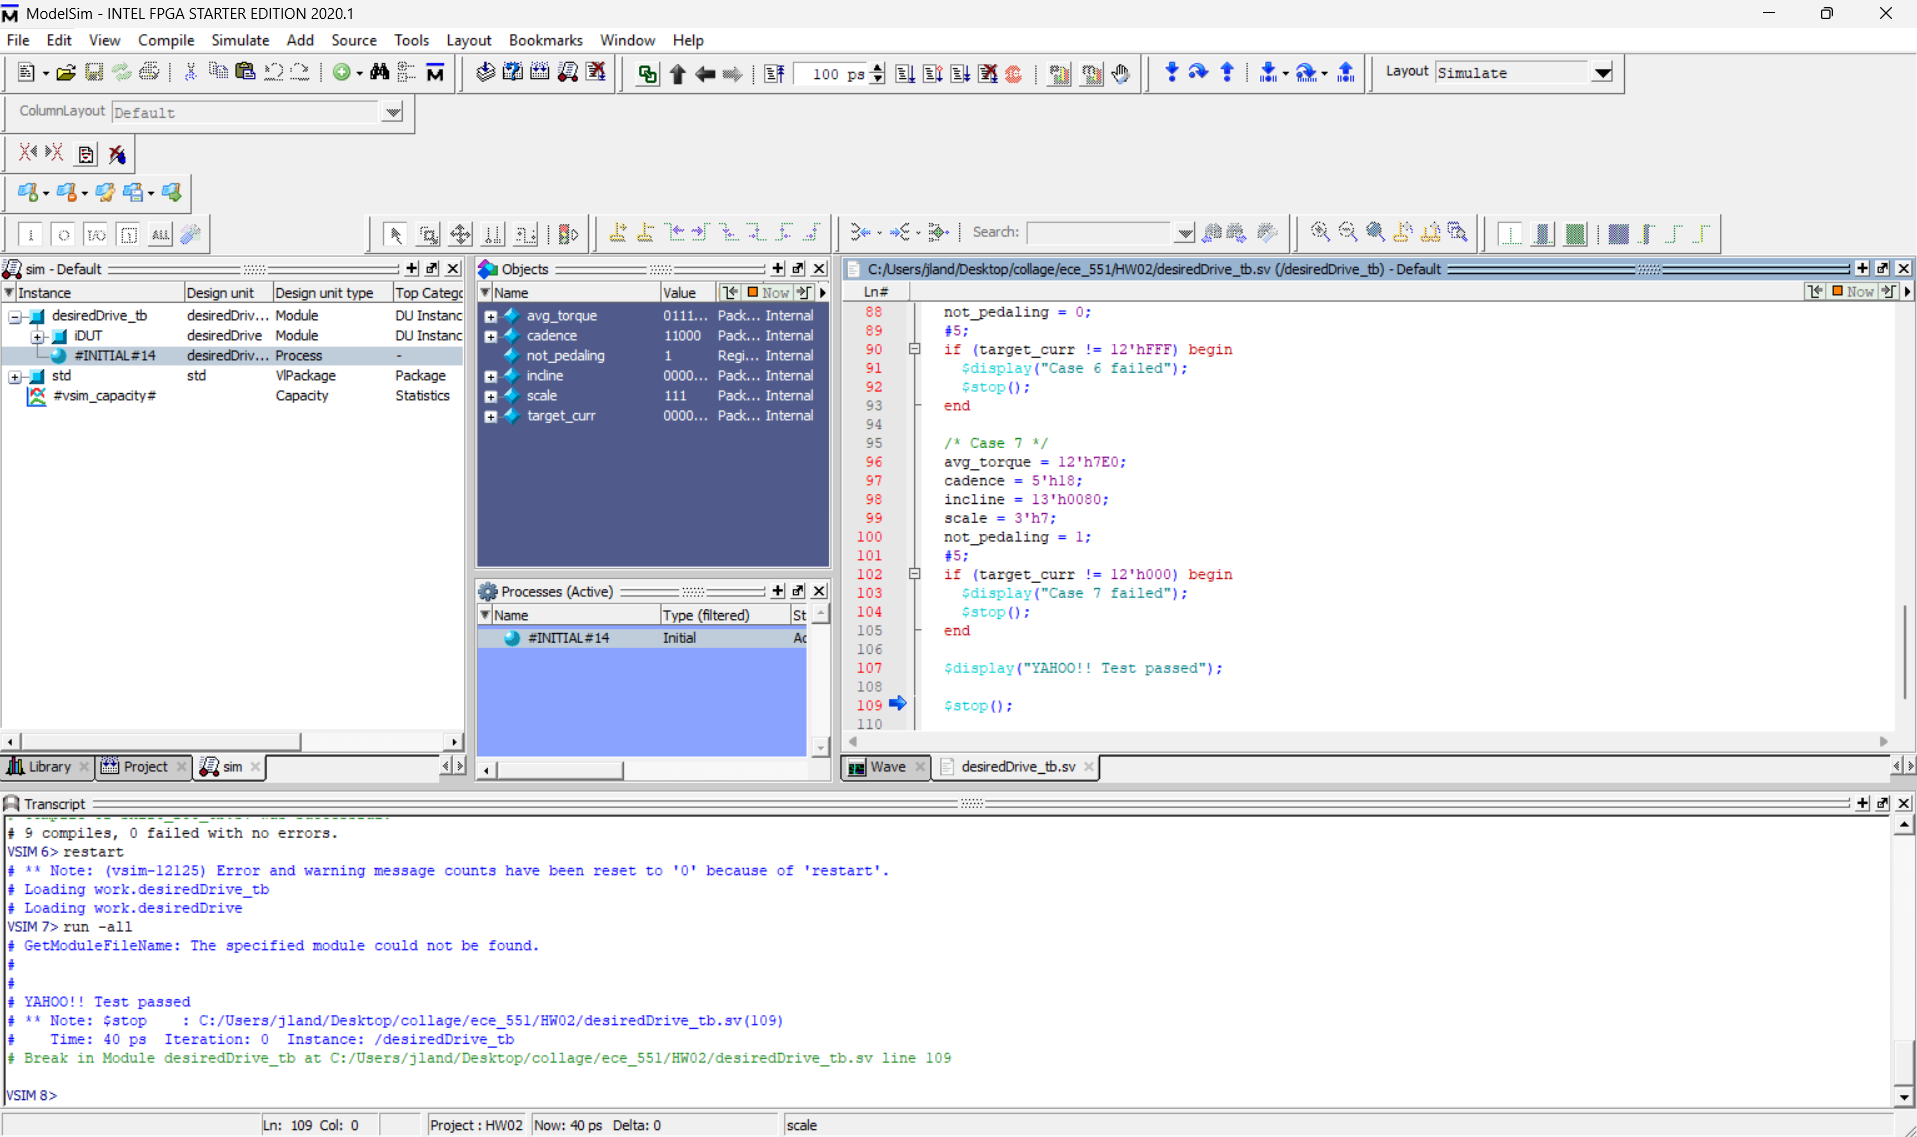 ModelSim - INTEL FPGA STARTER EDITION 2020.1
File Edit View Compile Simulate Add Source Tools Layout Bookmarks Window Help
100 ps
Layout Simulate
ColumnLayout Default
Search:
sim - Default
Instance Design unit Design unit type Top Catego
desiredDrive_tb desiredDriv... Module DU Instanc
iDUT desiredDrive Module DU Instanc
#INITIAL#14 desiredDriv... Process -
std std VlPackage Package
#vsim_capacity# Capacity Statistics
Library Project sim
Objects
Name Value Now
avg_torque 0111... Pack... Internal
cadence 11000 Pack... Internal
not_pedaling 1 Regi... Internal
incline 0000... Pack... Internal
scale 111 Pack... Internal
target_curr 0000... Pack... Internal
Processes (Active)
Name Type (filtered) St
#INITIAL#14 Initial Ac
C:/Users/jland/Desktop/collage/ece_551/HW02/desiredDrive_tb.sv (/desiredDrive_tb) - Default
Ln# Now
88 not_pedaling = 0;
89 #5;
90 if (target_curr != 12'hFFF) begin
91 $display("Case 6 failed");
92 $stop();
93 end
94
95 /* Case 7 */
96 avg_torque = 12'h7E0;
97 cadence = 5'h18;
98 incline = 13'h0080;
99 scale = 3'h7;
100 not_pedaling = 1;
101 #5;
102 if (target_curr != 12'h000) begin
103 $display("Case 7 failed");
104 $stop();
105 end
106
107 $display("YAHOO!! Test passed");
108
109 $stop();
110
Wave desiredDrive_tb.sv
Transcript
# 9 compiles, 0 failed with no errors.
VSIM 6> restart
# ** Note: (vsim-12125) Error and warning message counts have been reset to '0' because of 'restart'.
# Loading work.desiredDrive_tb
# Loading work.desiredDrive
VSIM 7> run -all
# GetModuleFileName: The specified module could not be found.
#
#
# YAHOO!! Test passed
# ** Note: $stop : C:/Users/jland/Desktop/collage/ece_551/HW02/desiredDrive_tb.sv(109)
# Time: 40 ps Iteration: 0 Instance: /desiredDrive_tb
# Break in Module desiredDrive_tb at C:/Users/jland/Desktop/collage/ece_551/HW02/desiredDrive_tb.sv line 109
VSIM 8>
Ln: 109 Col: 0 Project : HW02 Now: 40 ps Delta: 0 scale